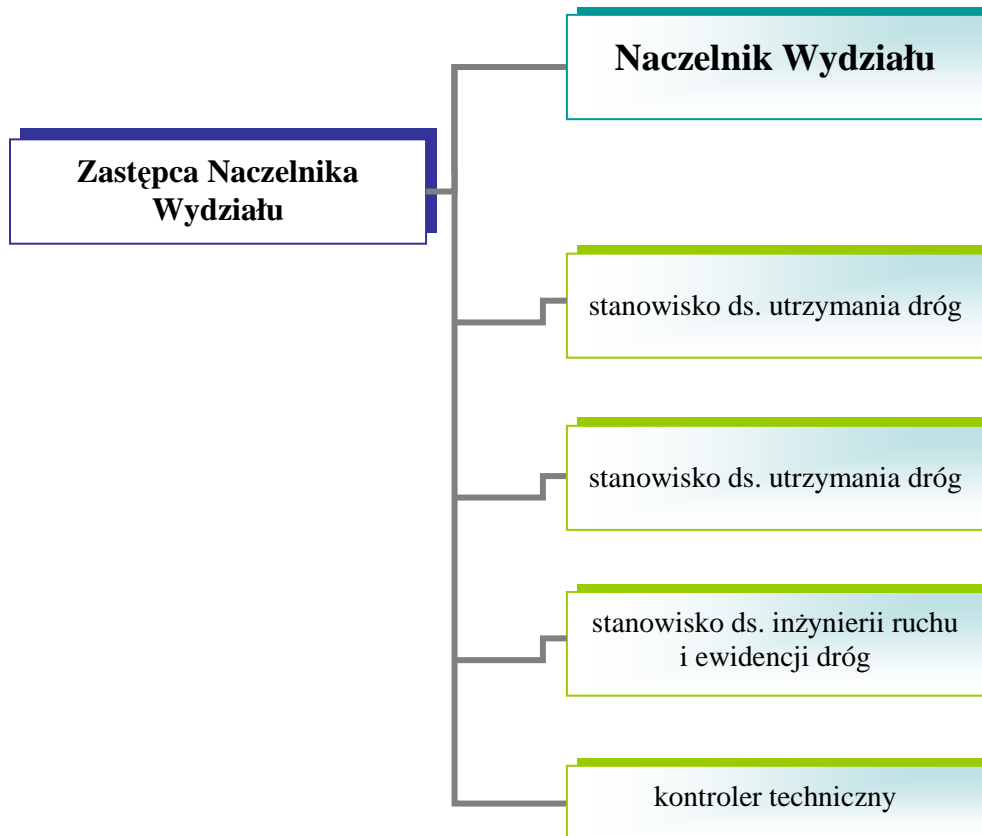 Naczelnik Wydziału
Zastępca Naczelnika
Wydziału
stanowisko ds. utrzymania dróg
stanowisko ds. utrzymania dróg
stanowisko ds. inżynierii ruchu
i ewidencji dróg
kontroler techniczny